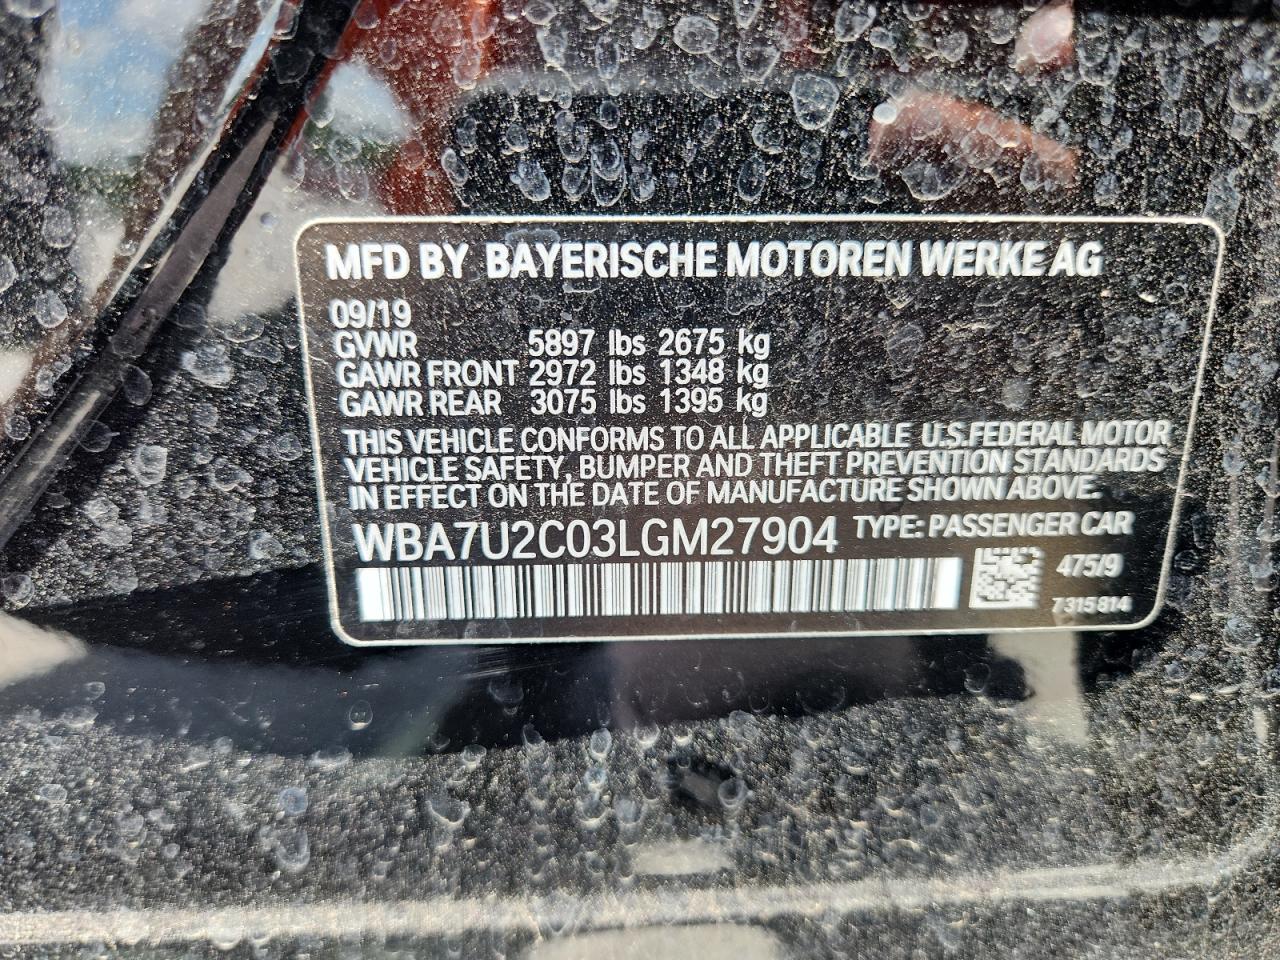 MFD BY BAYERISCHE MOTOREN WERKE AG
09/19
GVWR 5897 lbs 2675 kg
GAWR FRONT 2972 lbs 1348 kg
GAWR REAR 3075 lbs 1395 kg
THIS VEHICLE CONFORMS TO ALL APPLICABLE U.S.FEDERAL MOTOR
VEHICLE SAFETY, BUMPER AND THEFT PREVENTION STANDARDS
IN EFFECT ON THE DATE OF MANUFACTURE SHOWN ABOVE.
WBA7U2C03LGM27904 TYPE: PASSENGER CAR
475/9
7315814